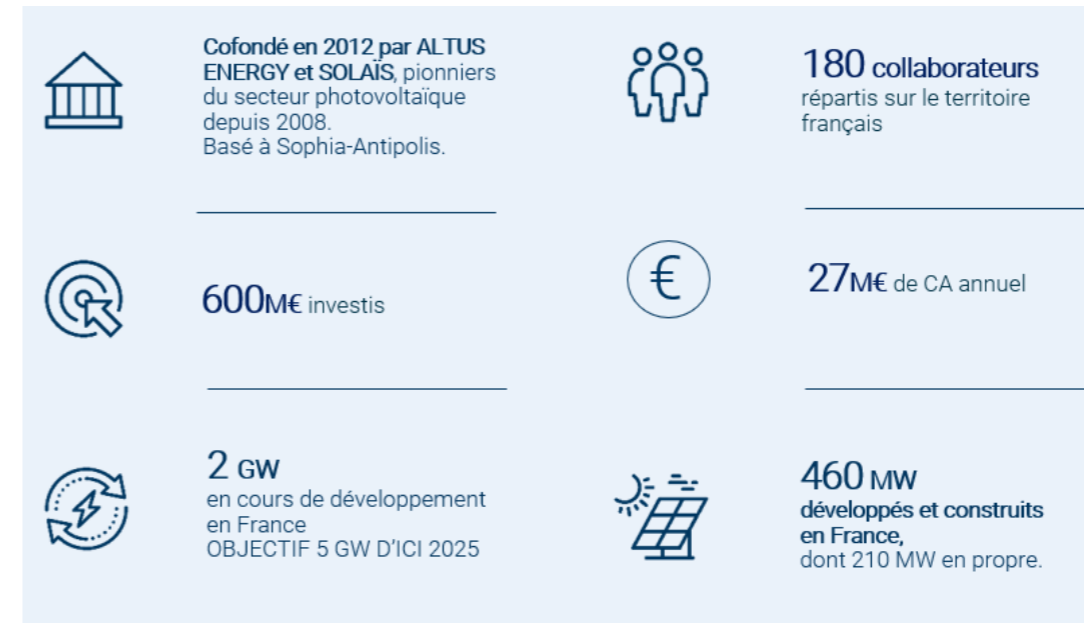 Cofondé en 2012 par ALTUS
ENERGY et SOLAÏS, pionniers
du secteur photovoltaïque
depuis 2008.
Basé à Sophia-Antipolis.
180 collaborateurs
répartis sur le territoire
français
600M€ investis
€
27M€ de CA annuel
2 GW
en cours de développement
en France
OBJECTIF 5 GW D'ICI 2025
460 MW
développés et construits
en France,
dont 210 MW en propre.